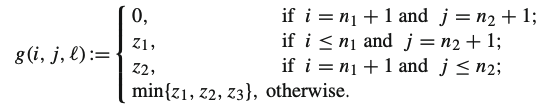 0, if i = n₁ + 1 and j = n₂ + 1;
z₁, if i ≤ n₁ and j = n₂ + 1;
g(i, j, ℓ) := { z₂, if i = n₁ + 1 and j ≤ n₂;
min{z₁, z₂, z₃}, otherwise.